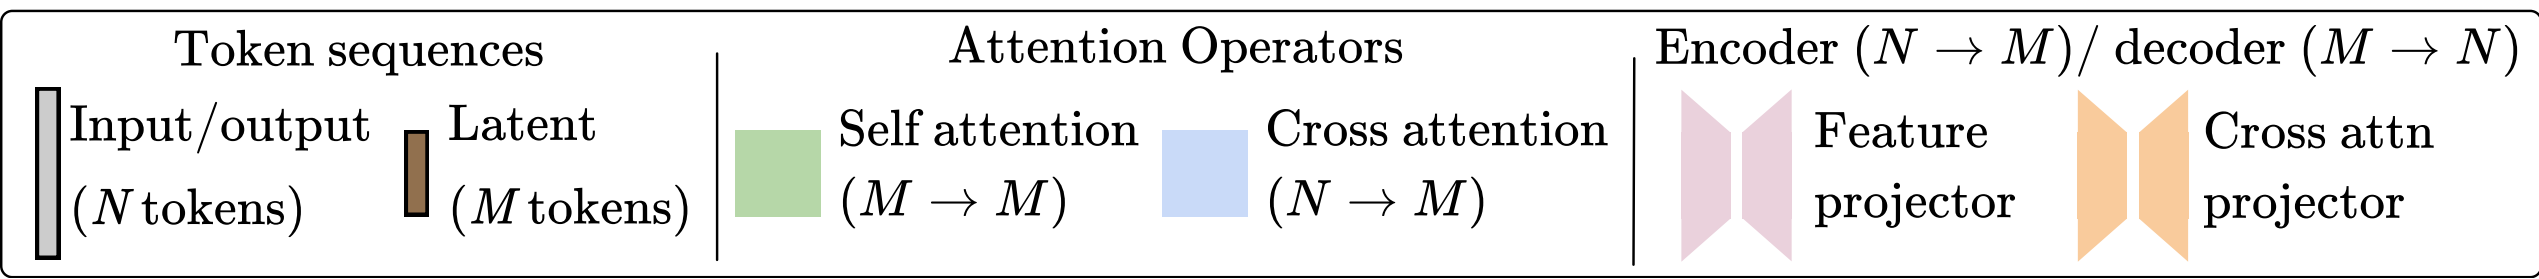 Token sequences
Input/output
(N tokens)
Latent
(M tokens)
Attention Operators
Self attention
(M → M)
Cross attention
(N → M)
Encoder (N → M)/ decoder (M → N)
Feature
projector
Cross attn
projector